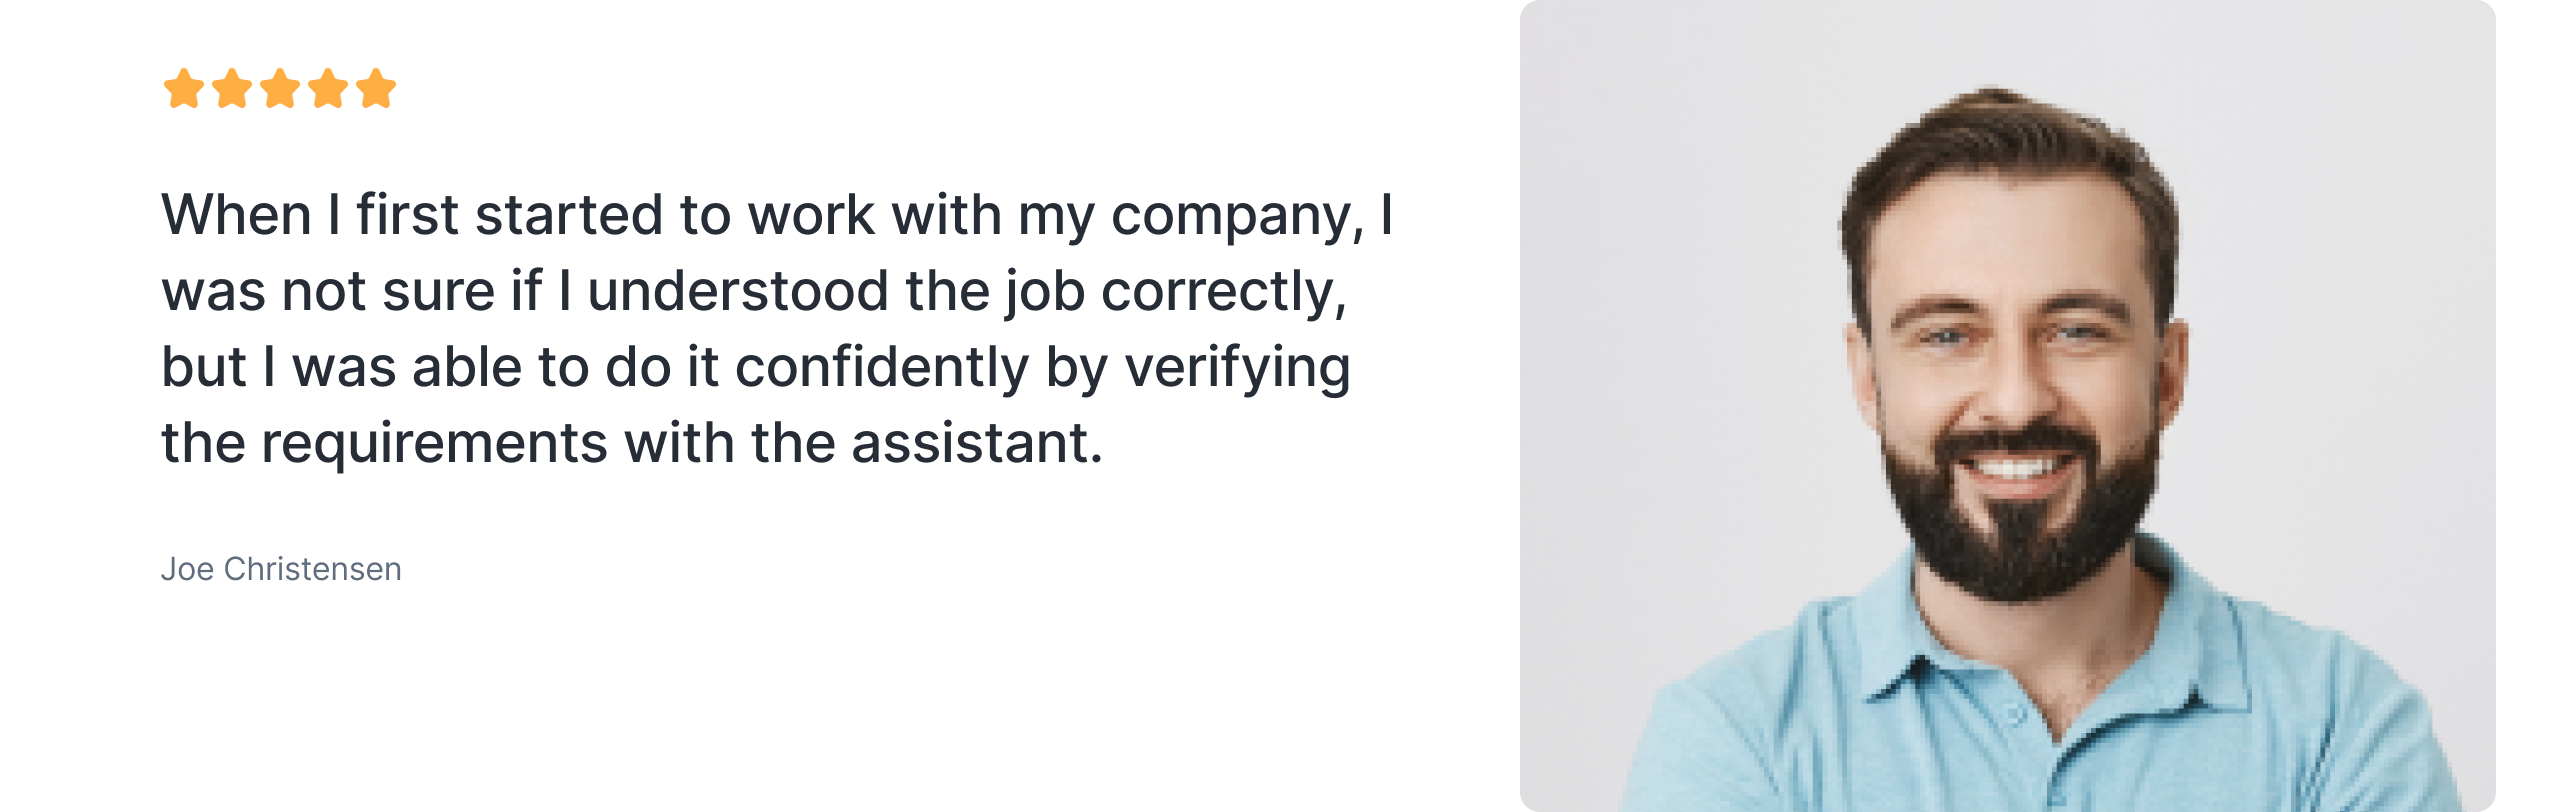 When I first started to work with my company, I
was not sure if I understood the job correctly,
but I was able to do it confidently by verifying
the requirements with the assistant.
Joe Christensen